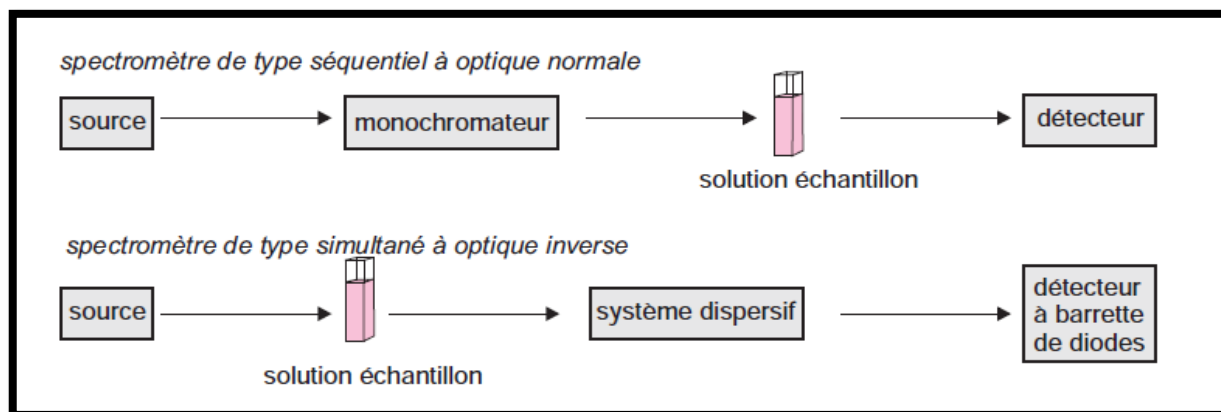 spectromètre de type séquentiel à optique normale
source
monochromateur
détecteur
solution échantillon
spectromètre de type simultané à optique inverse
source
système dispersif
détecteur
à barrette
de diodes
solution échantillon